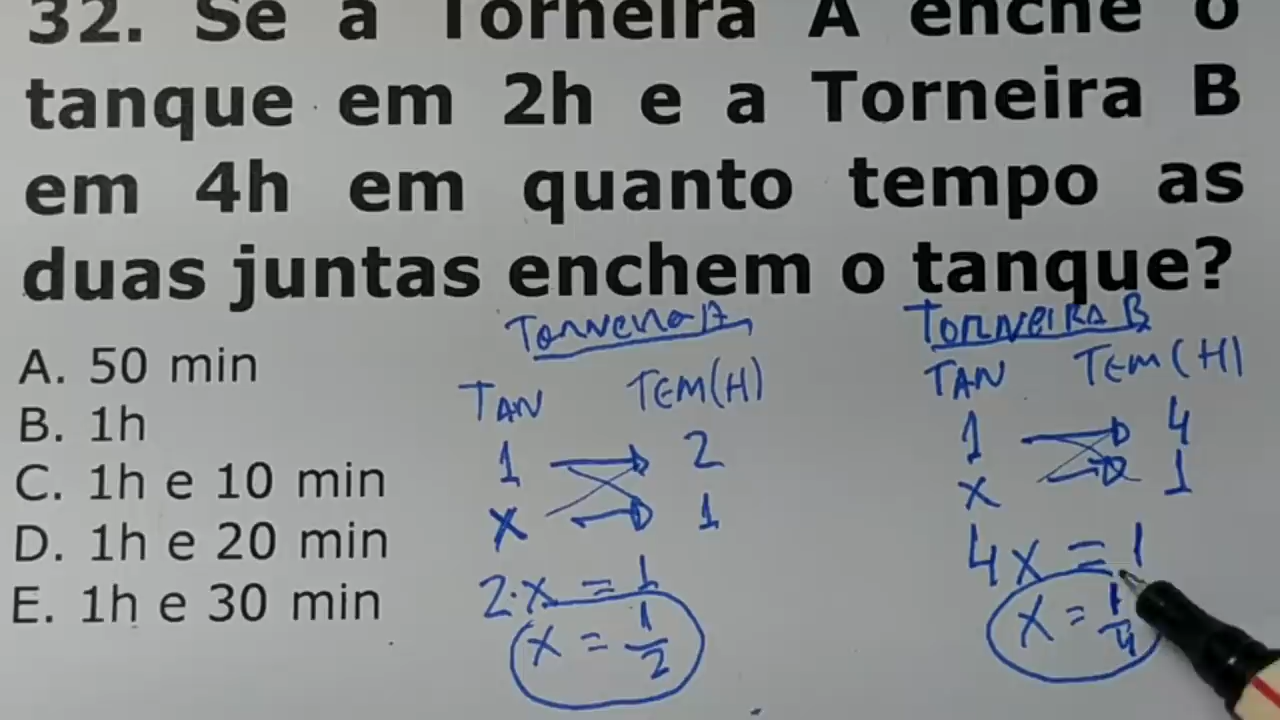 32. Se a Torneira A enche o
tanque em 2h e a Torneira B
em 4h em quanto tempo as
duas juntas enchem o tanque?
A. 50 min
B. 1h
C. 1h e 10 min
D. 1h e 20 min
E. 1h e 30 min
TAN TEM(H)
1 2
x 1
2·x = 1
x = 1/2
TORNEIRA B
TAN TEM(H)
1 4
x 1
4x = 1
x = 1/4